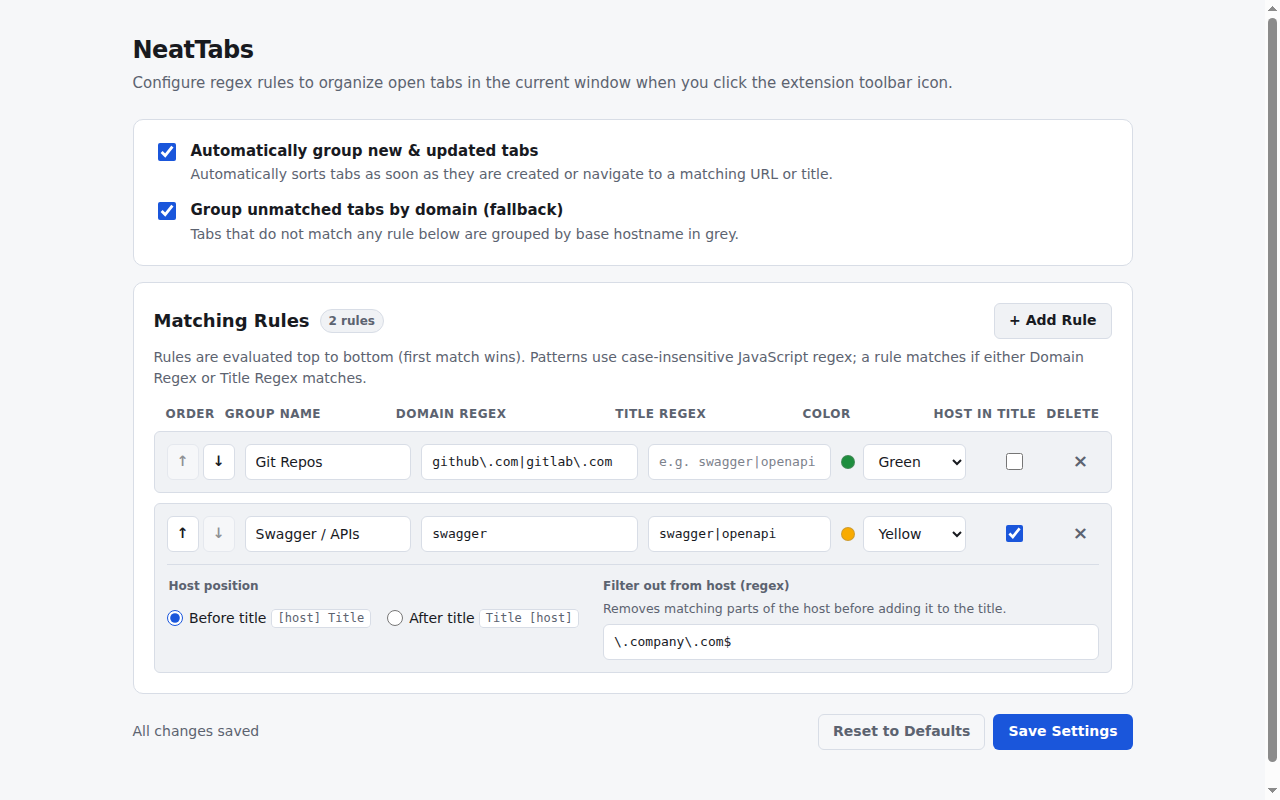 NeatTabs
Configure regex rules to organize open tabs in the current window when you click the extension toolbar icon.
Automatically group new & updated tabs
Automatically sorts tabs as soon as they are created or navigate to a matching URL or title.
Group unmatched tabs by domain (fallback)
Tabs that do not match any rule below are grouped by base hostname in grey.
Matching Rules 2 rules + Add Rule
Rules are evaluated top to bottom (first match wins). Patterns use case-insensitive JavaScript regex; a rule matches if either Domain
Regex or Title Regex matches.
ORDER GROUP NAME DOMAIN REGEX TITLE REGEX COLOR HOST IN TITLE DELETE
↑ ↓ Git Repos github\.com|gitlab\.com e.g. swagger|openapi Green ✕
↑ ↓ Swagger / APIs swagger swagger|openapi Yellow ✕
Host position Filter out from host (regex)
Removes matching parts of the host before adding it to the title.
Before title [host] Title After title Title [host]
\.company\.com$
All changes saved Reset to Defaults Save Settings